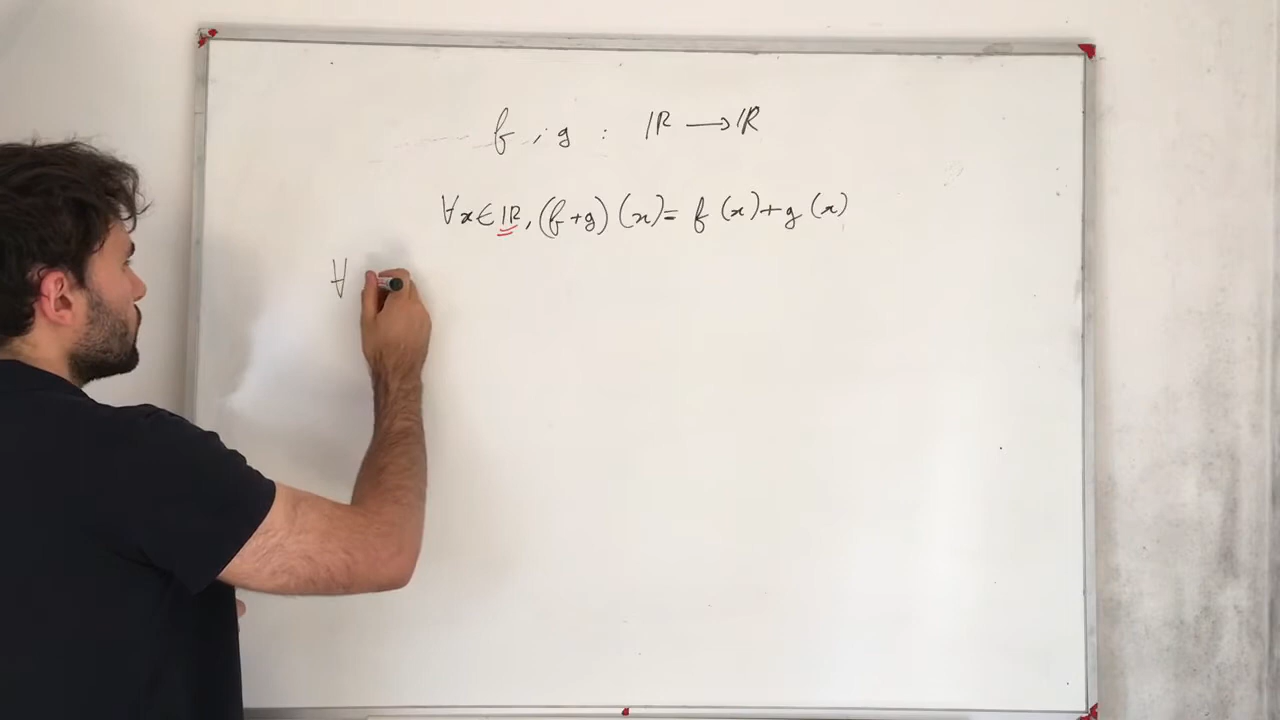 f, g : ℝ ⟶ ℝ
∀x ∈ ℝ, (f+g)(x) = f(x)+g(x)
∀